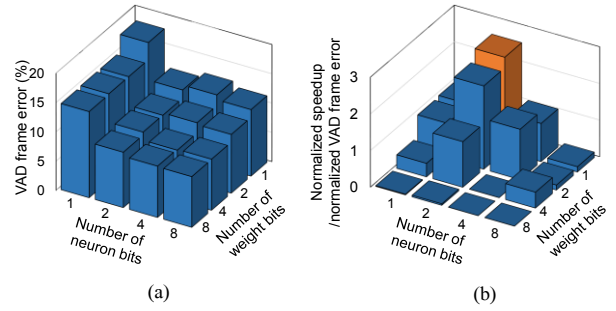 VAD frame error (%)
20
15
10
5
0
1
2
4
8
Number of
neuron bits
8
4
2
1
Number of
weight bits
(a)
Normalized speedup
/normalized VAD frame error
3
2
1
0
1
2
4
8
Number of
neuron bits
8
4
2
1
Number of
weight bits
(b)